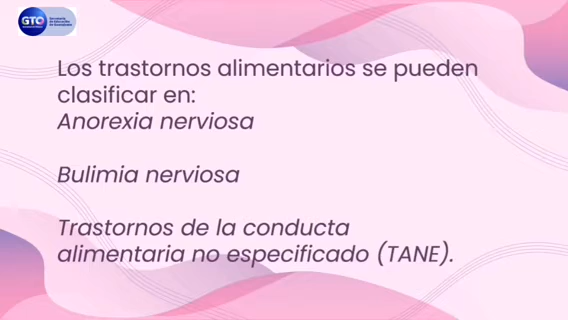 GTO
Los trastornos alimentarios se pueden
clasificar en:
Anorexia nerviosa
Bulimia nerviosa
Trastornos de la conducta
alimentaria no especificado (TANE).